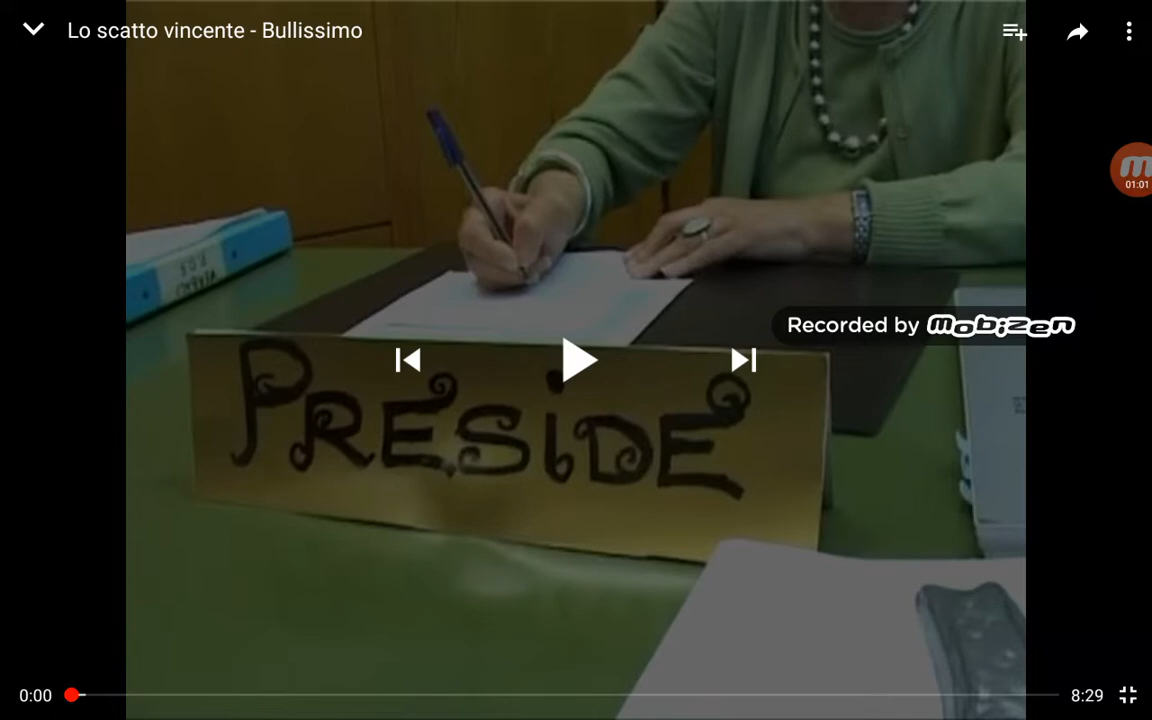 Lo scatto vincente - Bullissimo
01:01
Recorded by mobizen
PRESiDE
0:00
8:29